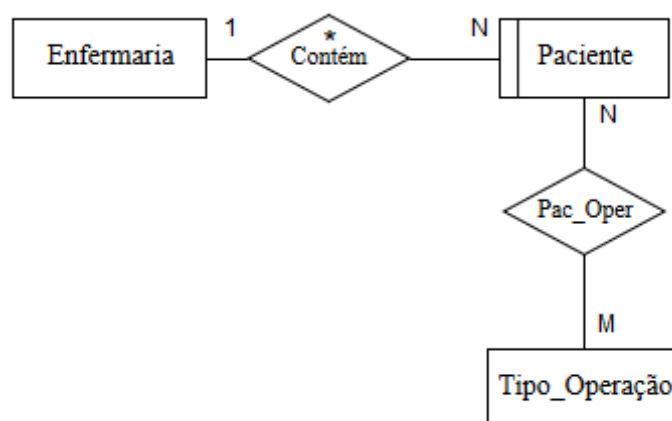 Enfermaria
1
*
Contém
N
Paciente
N
Pac_Oper
M
Tipo_Operação